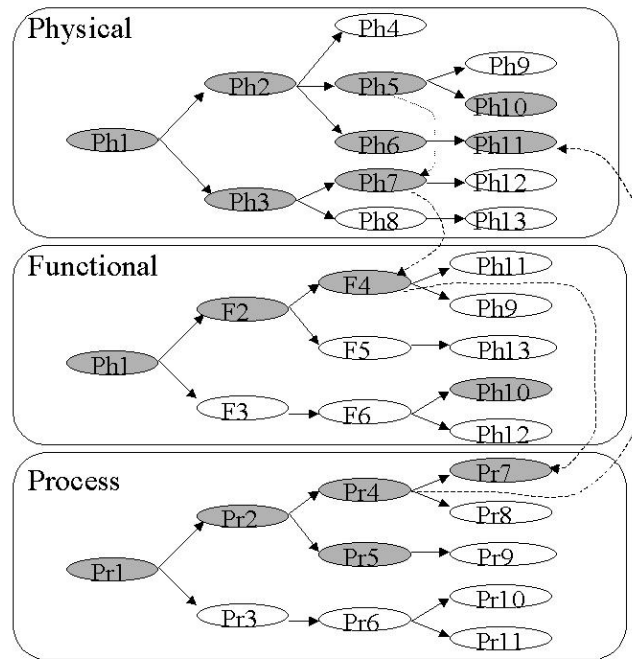 Physical
Ph4
Ph9
Ph2
Ph5
Ph10
Ph1
Ph6
Ph11
Ph7
Ph12
Ph3
Ph8
Ph13
Functional
Ph11
F4
F2
Ph9
F5
Ph13
Ph1
Ph10
F3
F6
Ph12
Process
Pr7
Pr4
Pr2
Pr8
Pr5
Pr9
Pr1
Pr10
Pr3
Pr6
Pr11